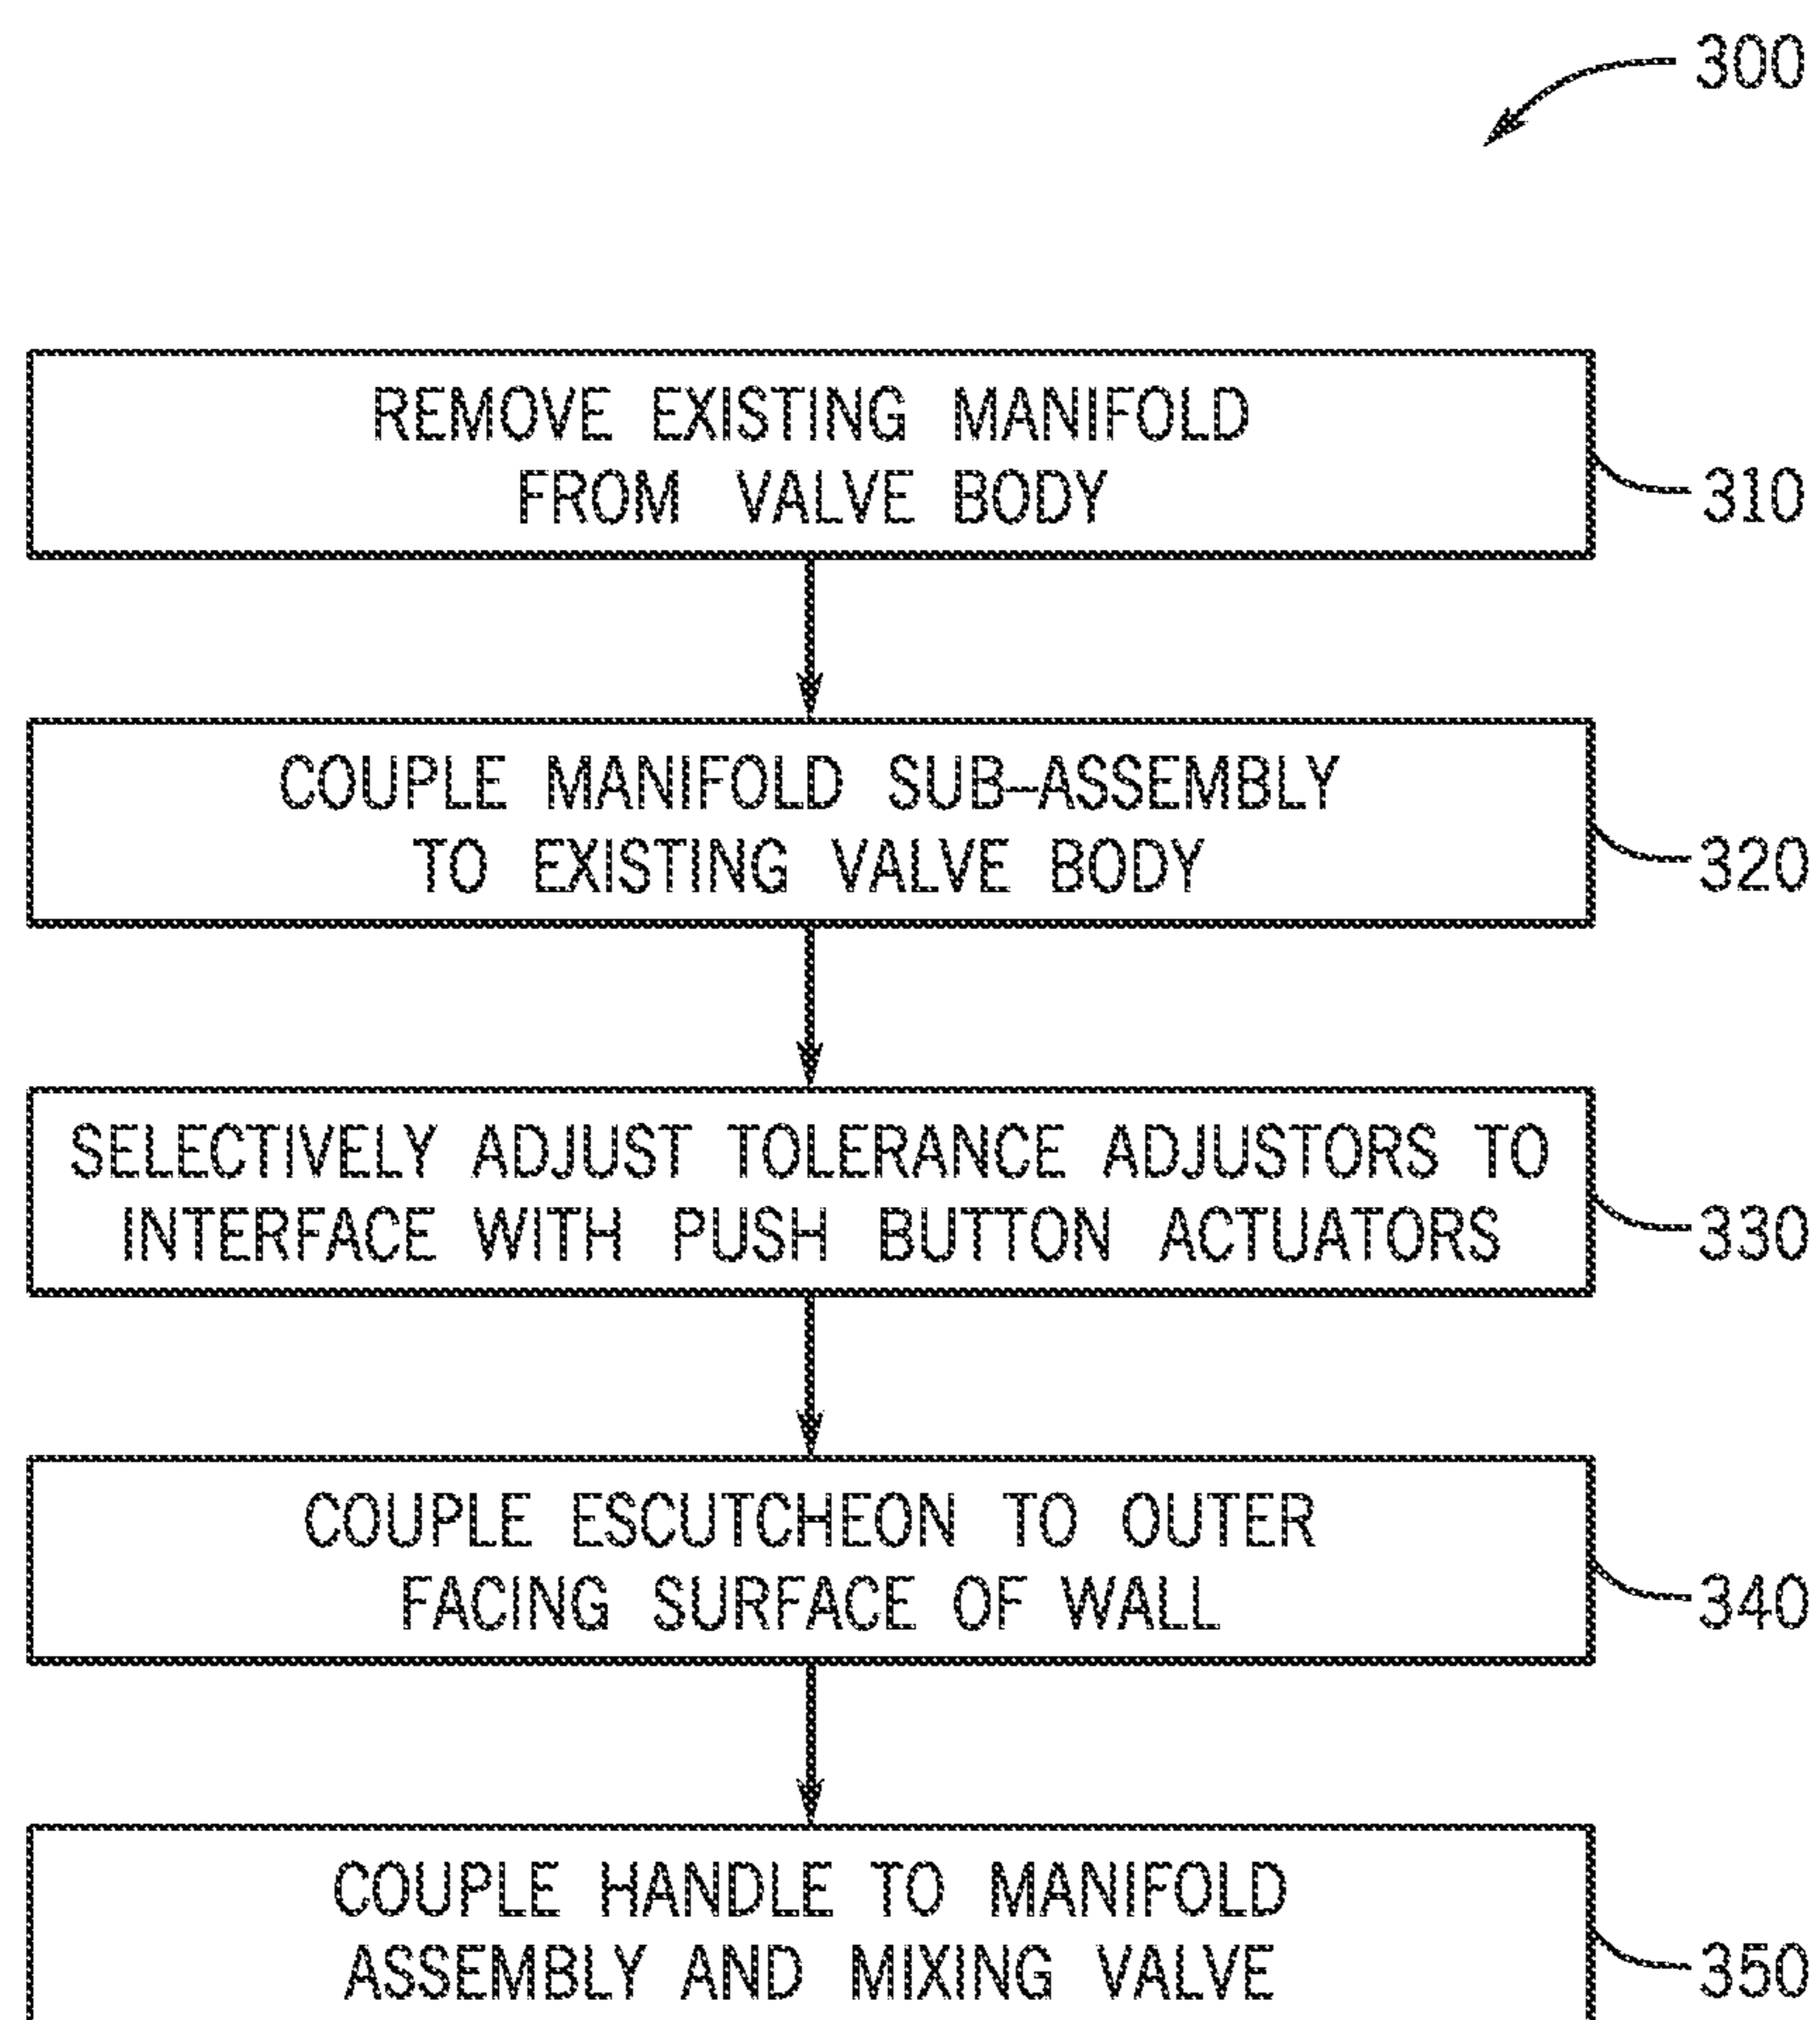 300
REMOVE EXISTING MANIFOLD
FROM VALVE BODY
310
COUPLE MANIFOLD SUB-ASSEMBLY
TO EXISTING VALVE BODY
320
SELECTIVELY ADJUST TOLERANCE ADJUSTORS TO
INTERFACE WITH PUSH BUTTON ACTUATORS
330
COUPLE ESCUTCHEON TO OUTER
FACING SURFACE OF WALL
340
COUPLE HANDLE TO MANIFOLD
ASSEMBLY AND MIXING VALVE
350